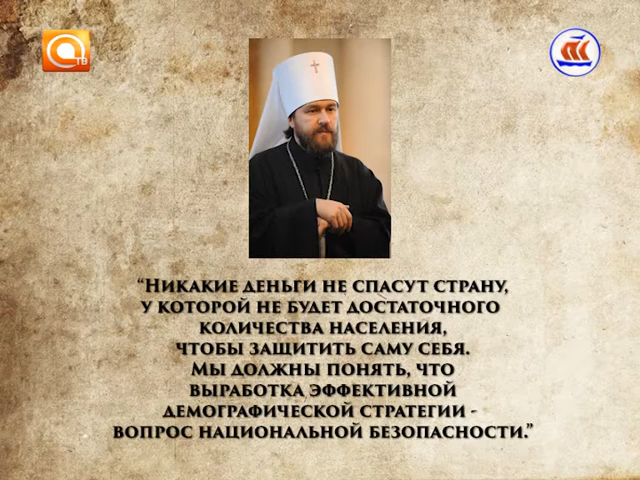 ТВ
“Никакие деньги не спасут страну,
у которой не будет достаточного
количества населения,
чтобы защитить саму себя.
Мы должны понять, что
выработка эффективной
демографической стратегии -
вопрос национальной безопасности.”